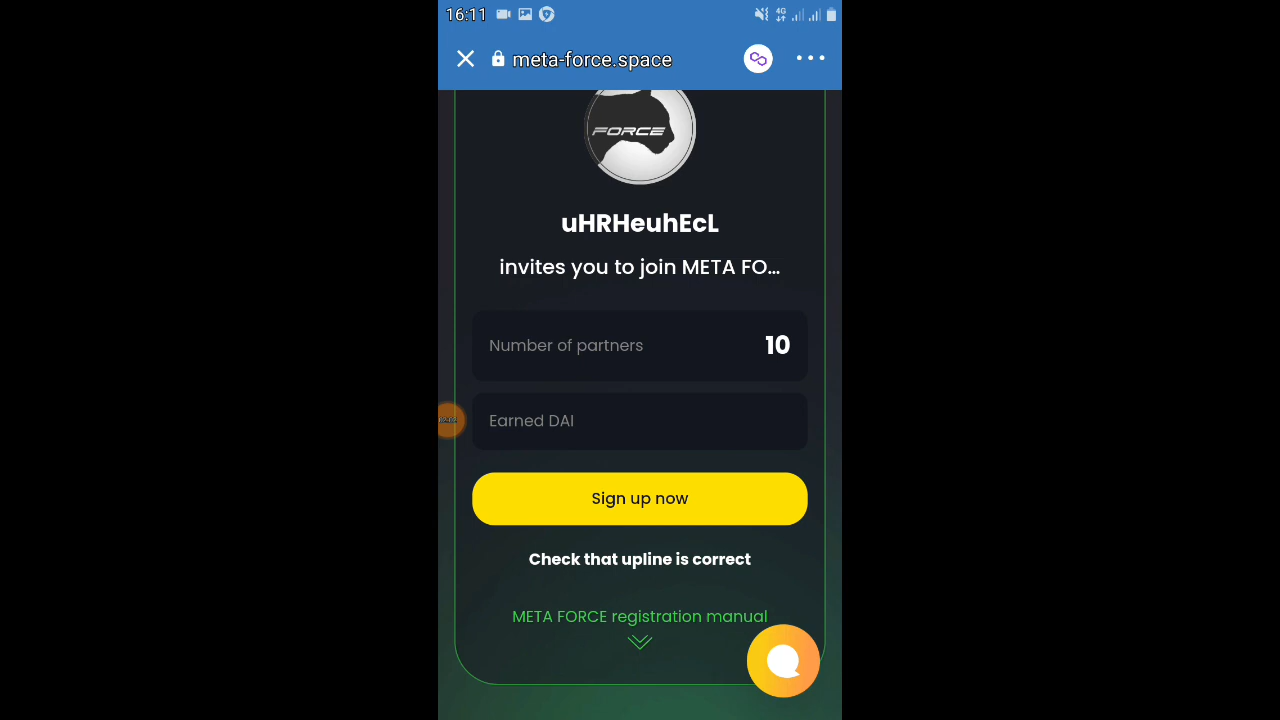 16:11
4G
meta-force.space
FORCE
uHRHeuhEcL
invites you to join META FO...
Number of partners
10
Earned DAI
Sign up now
Check that upline is correct
META FORCE registration manual